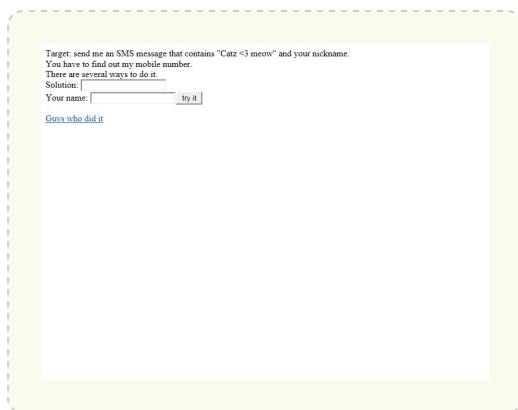 Target: send me an SMS message that contains "Catz <3 meow" and your nickname.
You have to find out my mobile number.
There are several ways to do it.
Solution:
Your name: try it
Guys who did it